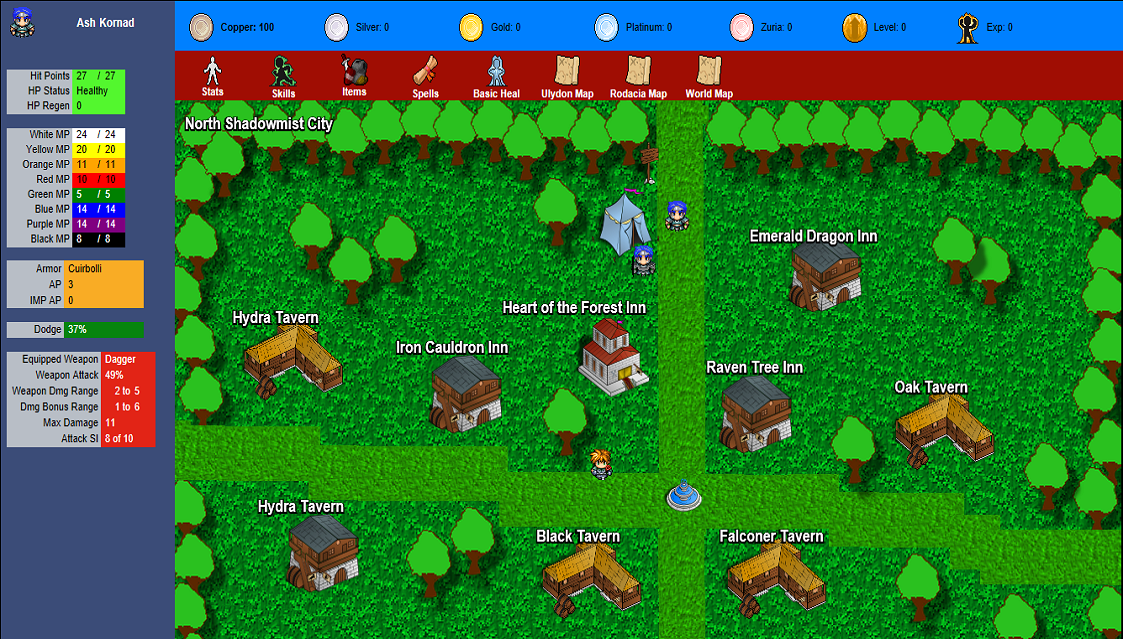 Ash Kornad
Copper: 100 Silver: 0 Gold: 0 Platinum: 0 Zuria: 0 Level: 0 Exp: 0
Stats Skills Items Spells Basic Heal Ulydon Map Rodacia Map World Map
Hit Points 27 / 27
HP Status Healthy
HP Regen 0
White MP 24 / 24
Yellow MP 20 / 20
Orange MP 11 / 11
Red MP 10 / 10
Green MP 5 / 5
Blue MP 14 / 14
Purple MP 14 / 14
Black MP 8 / 8
Armor Cuirbolli
AP 3
IMP AP 0
Dodge 37%
Equipped Weapon Dagger
Weapon Attack 49%
Weapon Dmg Range 2 to 5
Dmg Bonus Range 1 to 6
Max Damage 11
Attack SI 8 of 10
North Shadowmist City
Emerald Dragon Inn
Heart of the Forest Inn
Hydra Tavern
Iron Cauldron Inn
Raven Tree Inn
Oak Tavern
Hydra Tavern
Black Tavern
Falconer Tavern